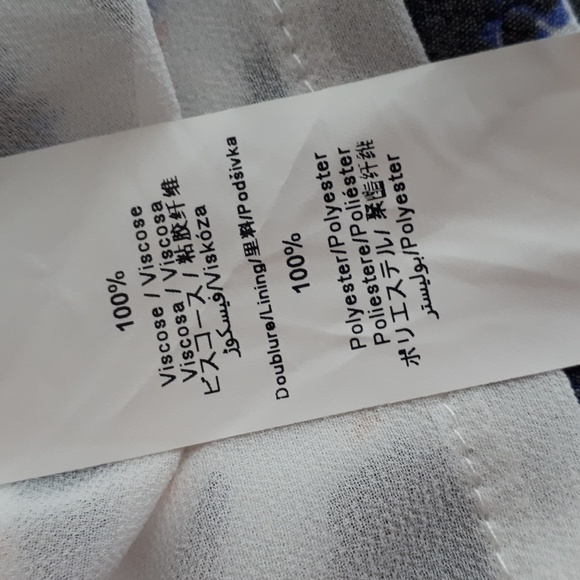 100%
Viscose / Viscose
Viscosa / Viscosa
ビスコース / 粘胶纤维
فيسكوز/Viskóza
Doublure/Lining/里料/Podšívka
100%
Polyester/Polyester
Poliestere/Poliéster
ポリエステル/ 聚酯纤维
بوليستر/Polyester